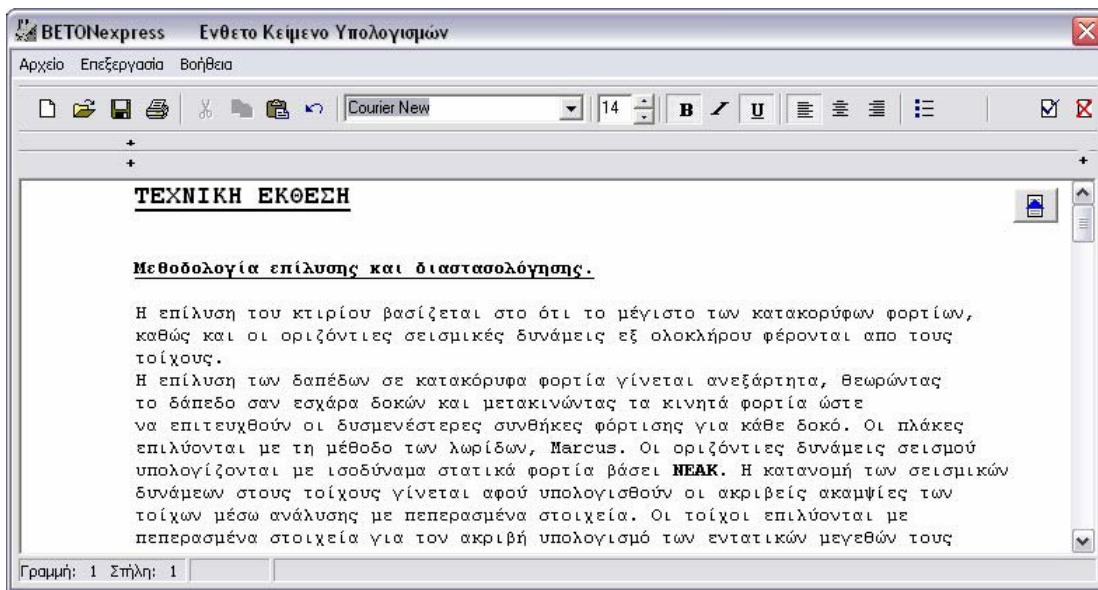 BETONexpress Ενθετο Κείμενο Υπολογισμών
Αρχείο Επεξεργασία Βοήθεια
Courier New 14 B I U
ΤΕΧΝΙΚΗ ΕΚΘΕΣΗ
Μεθοδολογία επίλυσης και διαστασολόγησης.
Η επίλυση του κτιρίου βασίζεται στο ότι το μέγιστο των κατακορύφων φορτίων,
καθώς και οι οριζόντιες σεισμικές δυνάμεις εξ ολοκλήρου φέρονται απο τους
τοίχους.
Η επίλυση των δαπέδων σε κατακόρυφα φορτία γίνεται ανεξάρτητα, θεωρώντας
το δάπεδο σαν εσχάρα δοκών και μετακινώντας τα κινητά φορτία ώστε
να επιτευχθούν οι δυσμενέστερες συνθήκες φόρτισης για κάθε δοκό. Οι πλάκες
επιλύονται με τη μέθοδο των λωρίδων, Marcus. Οι οριζόντιες δυνάμεις σεισμού
υπολογίζονται με ισοδύναμα στατικά φορτία βάσει ΝΕΑΚ. Η κατανομή των σεισμικών
δυνάμεων στους τοίχους γίνεται αφού υπολογισθούν οι ακριβείς ακαμψίες των
τοίχων μέσω ανάλυσης με πεπερασμένα στοιχεία. Οι τοίχοι επιλύονται με
πεπερασμένα στοιχεία για τον ακριβή υπολογισμό των εντατικών μεγεθών τους
Γραμμή: 1 Στήλη: 1